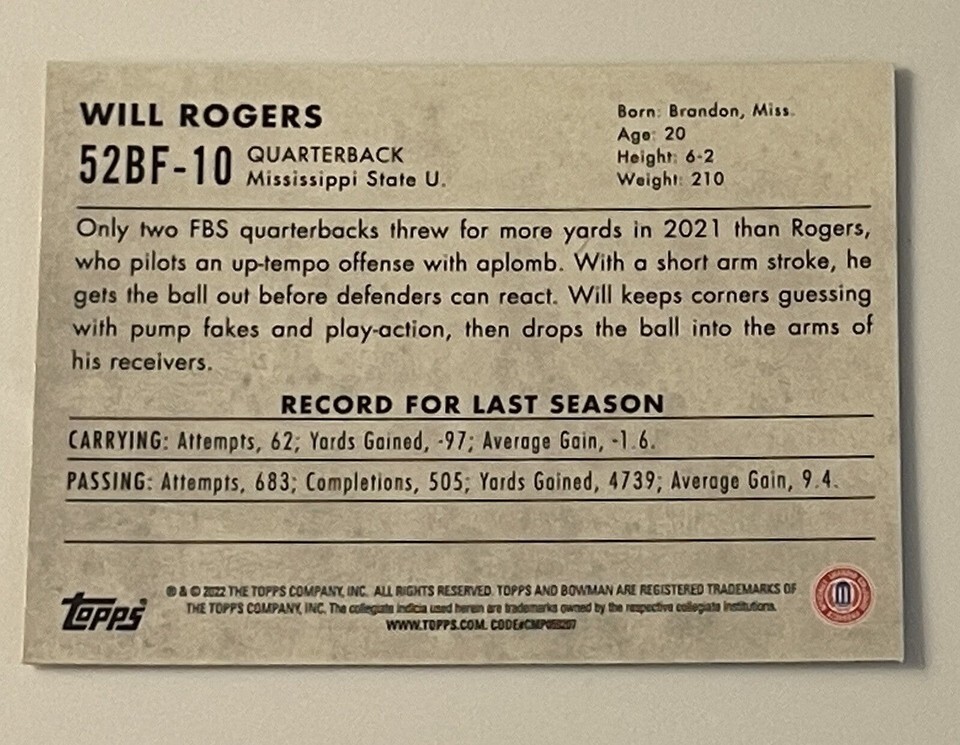 WILL ROGERS
52BF-10
QUARTERBACK
Mississippi State U.
Born: Brandon, Miss.
Age: 20
Height: 6-2
Weight: 210
Only two FBS quarterbacks threw for more yards in 2021 than Rogers,
who pilots an up-tempo offense with aplomb. With a short arm stroke, he
gets the ball out before defenders can react. Will keeps corners guessing
with pump fakes and play-action, then drops the ball into the arms of
his receivers.
RECORD FOR LAST SEASON
CARRYING: Attempts, 62; Yards Gained, -97; Average Gain, -1.6.
PASSING: Attempts, 683; Completions, 505; Yards Gained, 4739; Average Gain, 9.4.
topps
® & © 2022 THE TOPPS COMPANY, INC. ALL RIGHTS RESERVED. TOPPS AND BOWMAN ARE REGISTERED TRADEMARKS OF
THE TOPPS COMPANY, INC. The collegiate indicia used herein are trademarks owned by the respective collegiate institutions.
WWW.TOPPS.COM.